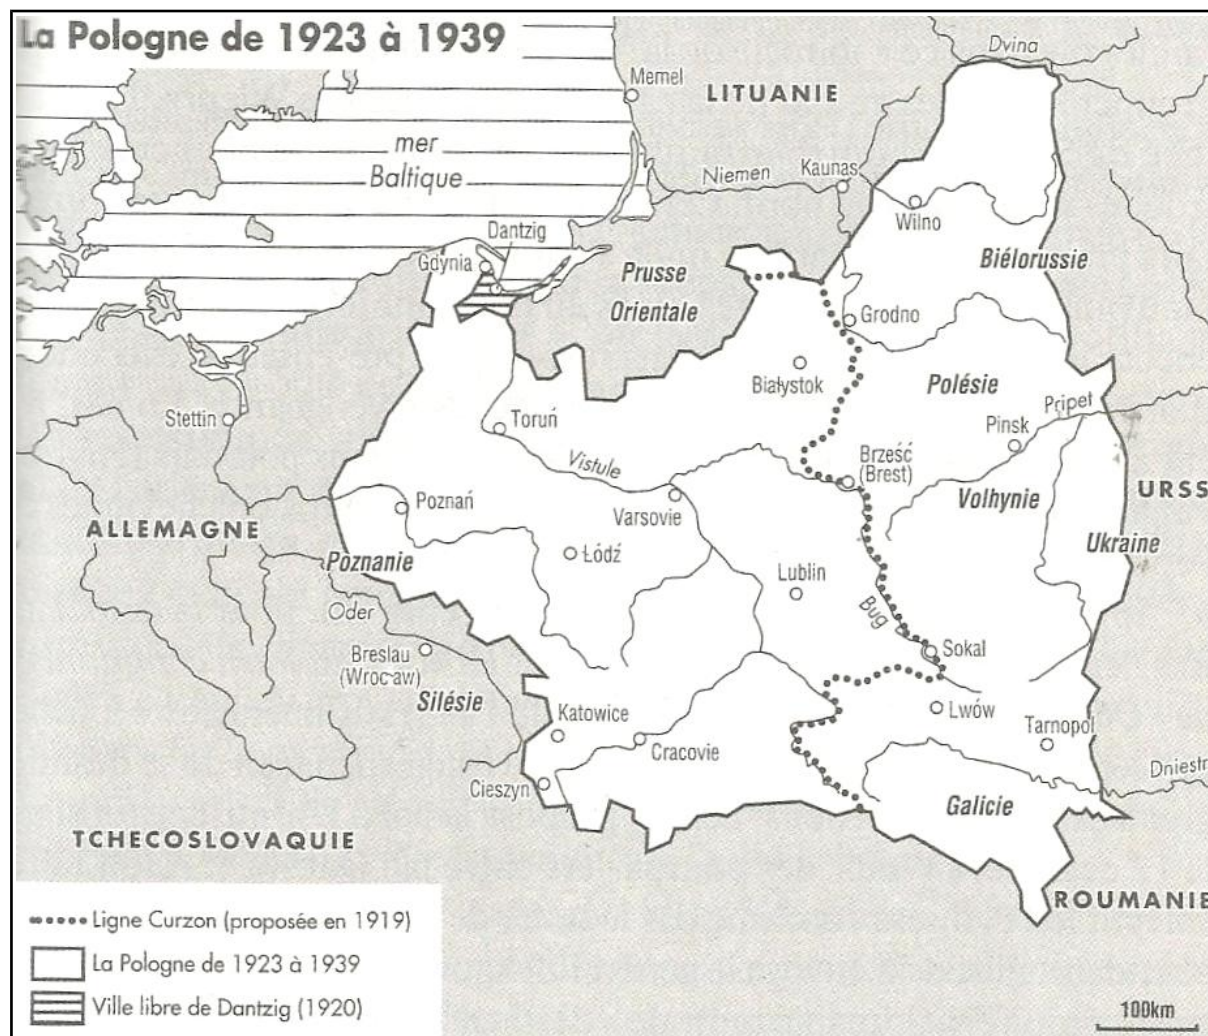 La Pologne de 1923 à 1939
Dvina
Memel
LITUANIE
mer
Baltique
Niemen
Kaunas
Wilno
Dantzig
Gdynia
Prusse
Orientale
Biélorussie
Grodno
Białystok
Polésie
Stettin
Toruń
Pinsk
Pripet
Vistule
Brześć
(Brest)
Volhynie
URSS
Poznań
Varsovie
ALLEMAGNE
Ukraine
Poznanie
Łódź
Lublin
Oder
Bug
Breslau
(Wroc-aw)
Sokal
Silésie
Katowice
Lwów
Tarnopol
Cracovie
Cieszyn
Dniestr
Galicie
TCHECOSLOVAQUIE
ROUMANIE
Ligne Curzon (proposée en 1919)
La Pologne de 1923 à 1939
Ville libre de Dantzig (1920)
100km